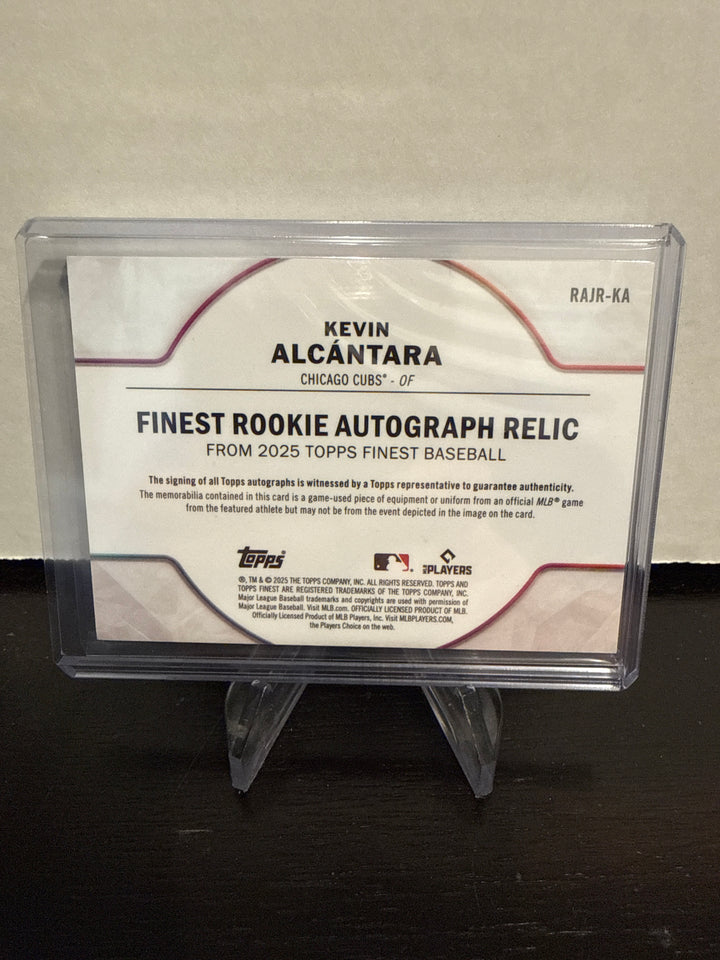 RAJR-KA
KEVIN
ALCÁNTARA
CHICAGO CUBS® - OF
FINEST ROOKIE AUTOGRAPH RELIC
FROM 2025 TOPPS FINEST BASEBALL
The signing of all Topps autographs is witnessed by a Topps representative to guarantee authenticity.
The memorabilia contained in this card is a game-used piece of equipment or uniform from an official MLB® game
from the featured athlete but may not be from the event depicted in the image on the card.
Topps® MLB PLAYERS
®, TM & © 2025 THE TOPPS COMPANY, INC. ALL RIGHTS RESERVED. TOPPS AND
TOPPS FINEST ARE REGISTERED TRADEMARKS OF THE TOPPS COMPANY, INC.
Major League Baseball trademarks and copyrights are used with permission of
Major League Baseball. Visit MLB.com. OFFICIALLY LICENSED PRODUCT OF MLB.
Officially Licensed Product of MLB Players, Inc. Visit MLBPLAYERS.COM,
the Players Choice on the web.